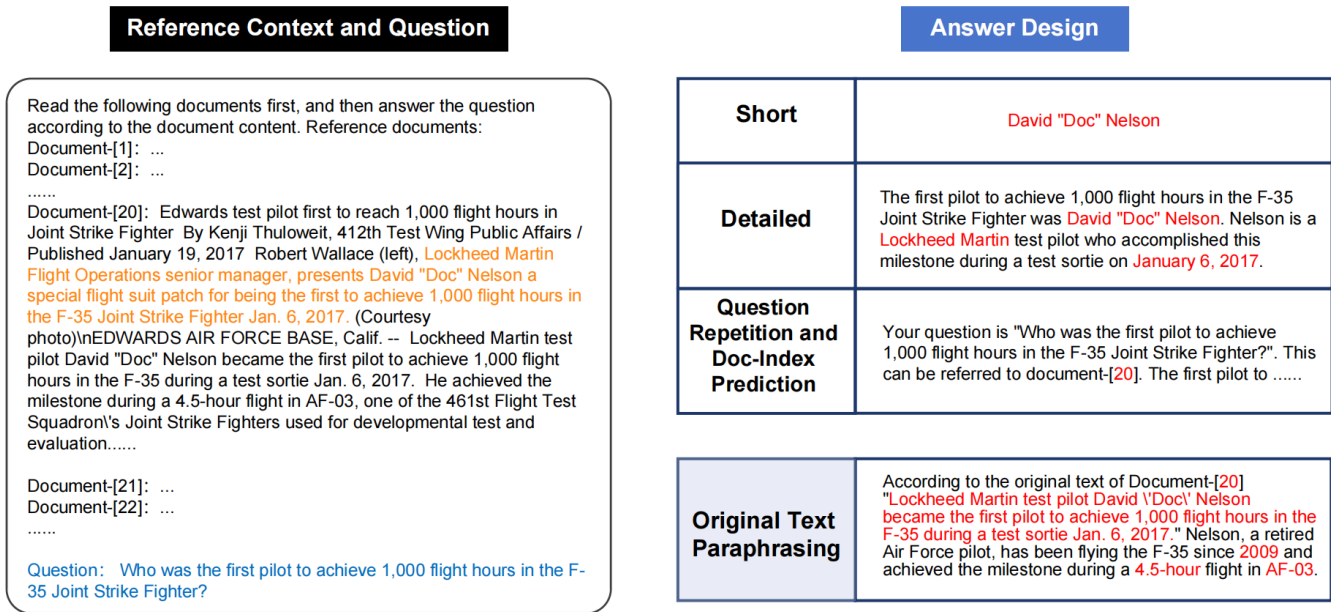 Reference Context and Question
Read the following documents first, and then answer the question
according to the document content. Reference documents:
Document-[1]: ...
Document-[2]: ...
......
Document-[20]: Edwards test pilot first to reach 1,000 flight hours in
Joint Strike Fighter By Kenji Thuloweit, 412th Test Wing Public Affairs /
Published January 19, 2017 Robert Wallace (left), Lockheed Martin
Flight Operations senior manager, presents David "Doc" Nelson a
special flight suit patch for being the first to achieve 1,000 flight hours in
the F-35 Joint Strike Fighter Jan. 6, 2017. (Courtesy
photo)\nEDWARDS AIR FORCE BASE, Calif. -- Lockheed Martin test
pilot David "Doc" Nelson became the first pilot to achieve 1,000 flight
hours in the F-35 during a test sortie Jan. 6, 2017. He achieved the
milestone during a 4.5-hour flight in AF-03, one of the 461st Flight Test
Squadron\'s Joint Strike Fighters used for developmental test and
evaluation......
Document-[21]: ...
Document-[22]: ...
......
Question: Who was the first pilot to achieve 1,000 flight hours in the F-
35 Joint Strike Fighter?
Answer Design
Short
David "Doc" Nelson
Detailed
The first pilot to achieve 1,000 flight hours in the F-35
Joint Strike Fighter was David "Doc" Nelson. Nelson is a
Lockheed Martin test pilot who accomplished this
milestone during a test sortie on January 6, 2017.
Question
Repetition and
Doc-Index
Prediction
Your question is "Who was the first pilot to achieve
1,000 flight hours in the F-35 Joint Strike Fighter?". This
can be referred to document-[20]. The first pilot to ......
Original Text
Paraphrasing
According to the original text of Document-[20]
"Lockheed Martin test pilot David \'Doc\' Nelson
became the first pilot to achieve 1,000 flight hours in the
F-35 during a test sortie Jan. 6, 2017." Nelson, a retired
Air Force pilot, has been flying the F-35 since 2009 and
achieved the milestone during a 4.5-hour flight in AF-03.